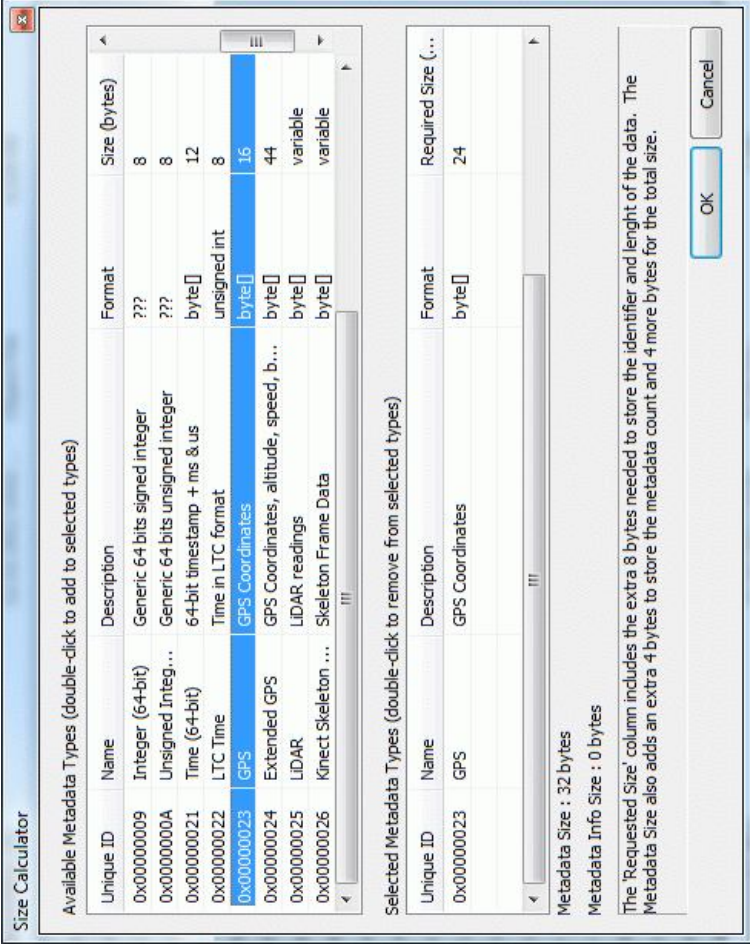 Size Calculator
Available Metadata Types (double-click to add to selected types)
Unique ID Name Description Format Size (bytes)
0x00000009 Integer (64-bit) Generic 64 bits signed integer ??? 8
0x0000000A Unsigned Integ... Generic 64 bits unsigned integer ??? 8
0x00000021 Time (64-bit) 64-bit timestamp + ms & us byte[] 12
0x00000022 LTC Time Time in LTC format unsigned int 8
0x00000023 GPS GPS Coordinates byte[] 16
0x00000024 Extended GPS GPS Coordinates, altitude, speed, b... byte[] 44
0x00000025 LiDAR LiDAR readings byte[] variable
0x00000026 Kinect Skeleton ... Skeleton Frame Data byte[] variable
Selected Metadata Types (double-click to remove from selected types)
Unique ID Name Description Format Required Size (...
0x00000023 GPS GPS Coordinates byte[] 24
Metadata Size : 32 bytes
Metadata Info Size : 0 bytes
The 'Requested Size' column includes the extra 8 bytes needed to store the identifier and lenght of the data. The
Metadata Size also adds an extra 4 bytes to store the metadata count and 4 more bytes for the total size.
OK Cancel